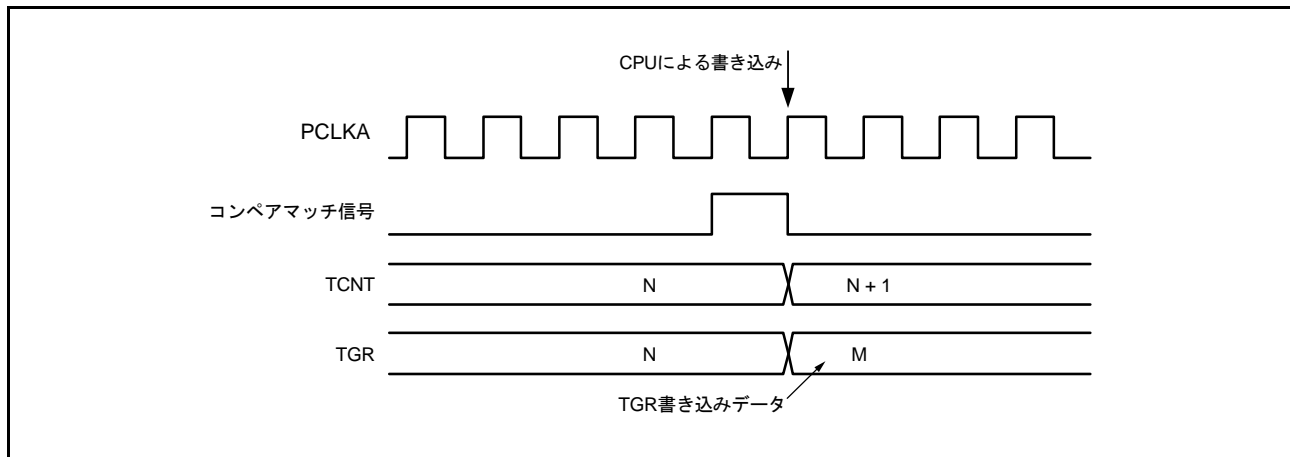 CPUによる書き込み
PCLKA
コンペアマッチ信号
TCNT
N
N + 1
TGR
N
M
TGR書き込みデータ